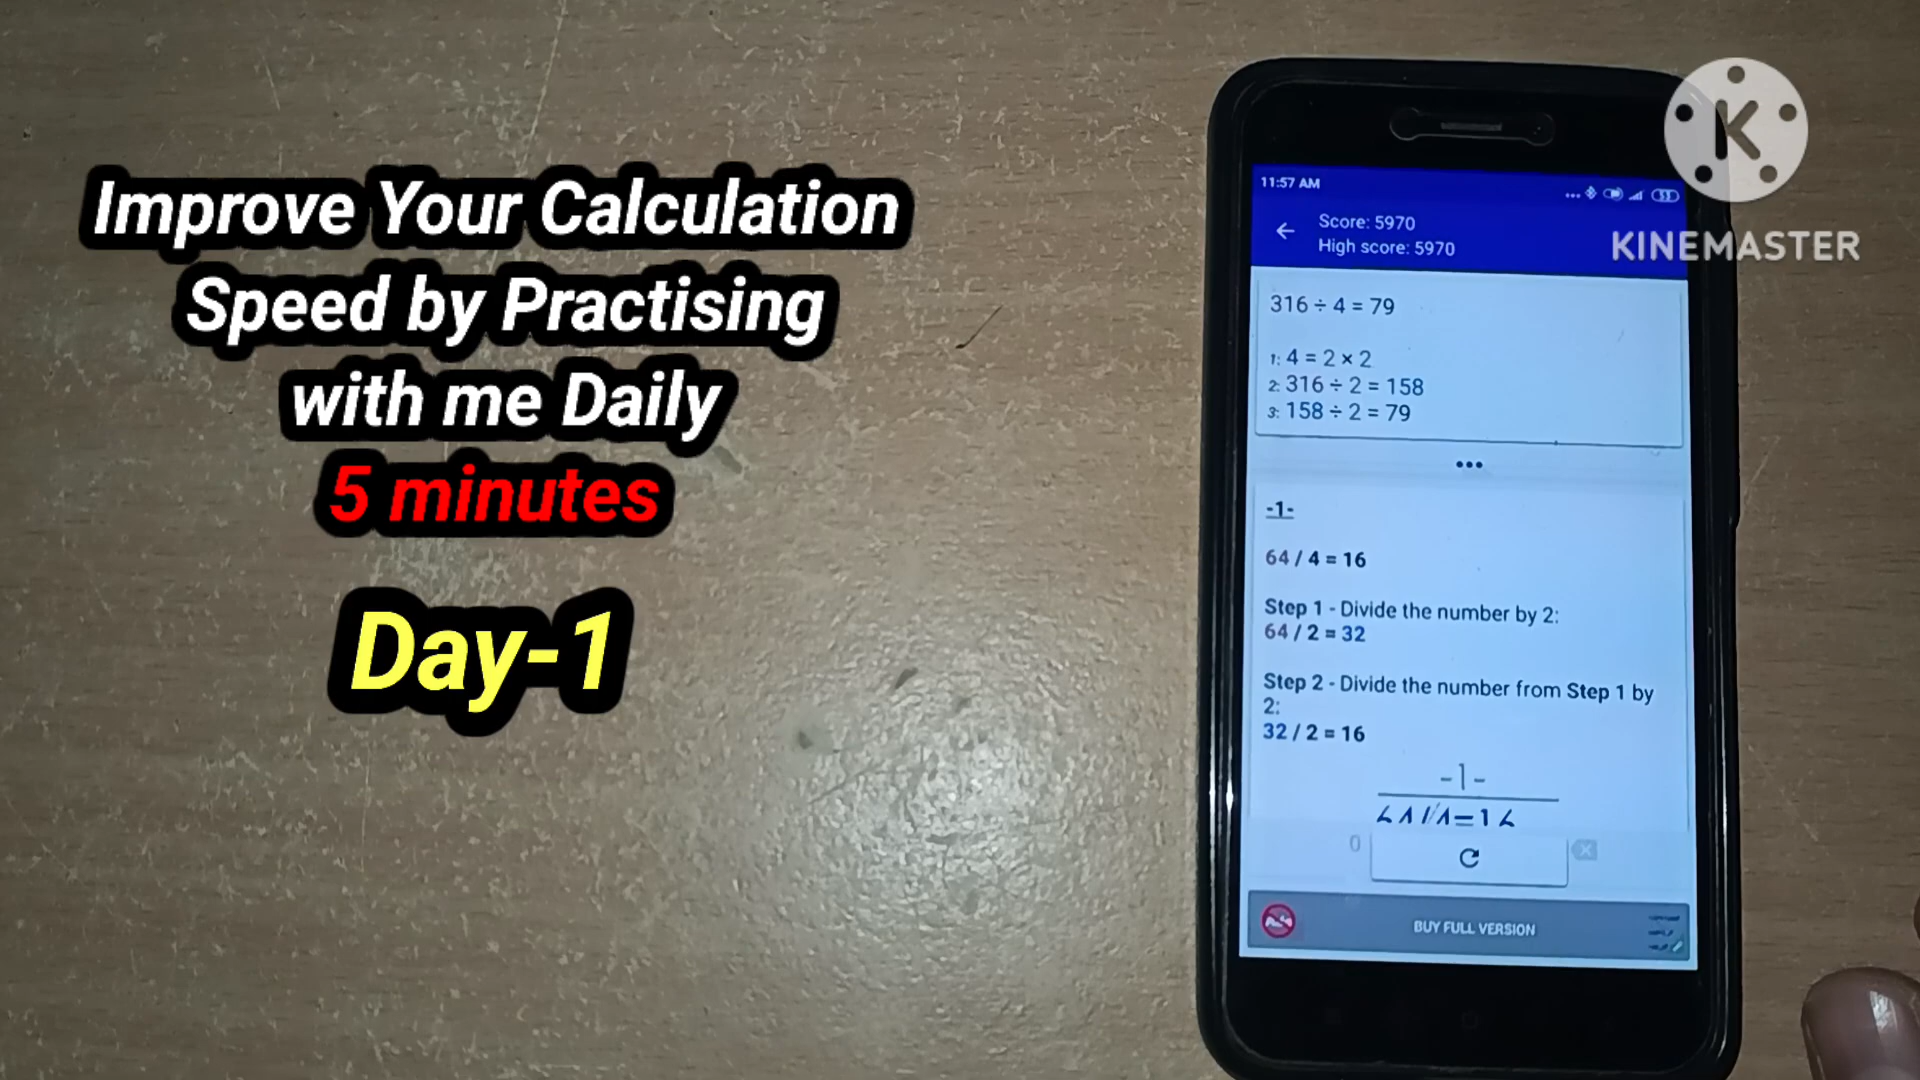 Improve Your Calculation
Speed by Practising
with me Daily
5 minutes
Day-1
K
KINEMASTER
11:57 AM
Score: 5970
High score: 5970
316 ÷ 4 = 79
1: 4 = 2 × 2
2: 316 ÷ 2 = 158
3: 158 ÷ 2 = 79
-1-
64 / 4 = 16
Step 1 - Divide the number by 2:
64 / 2 = 32
Step 2 - Divide the number from Step 1 by
2:
32 / 2 = 16
-1-
0
BUY FULL VERSION